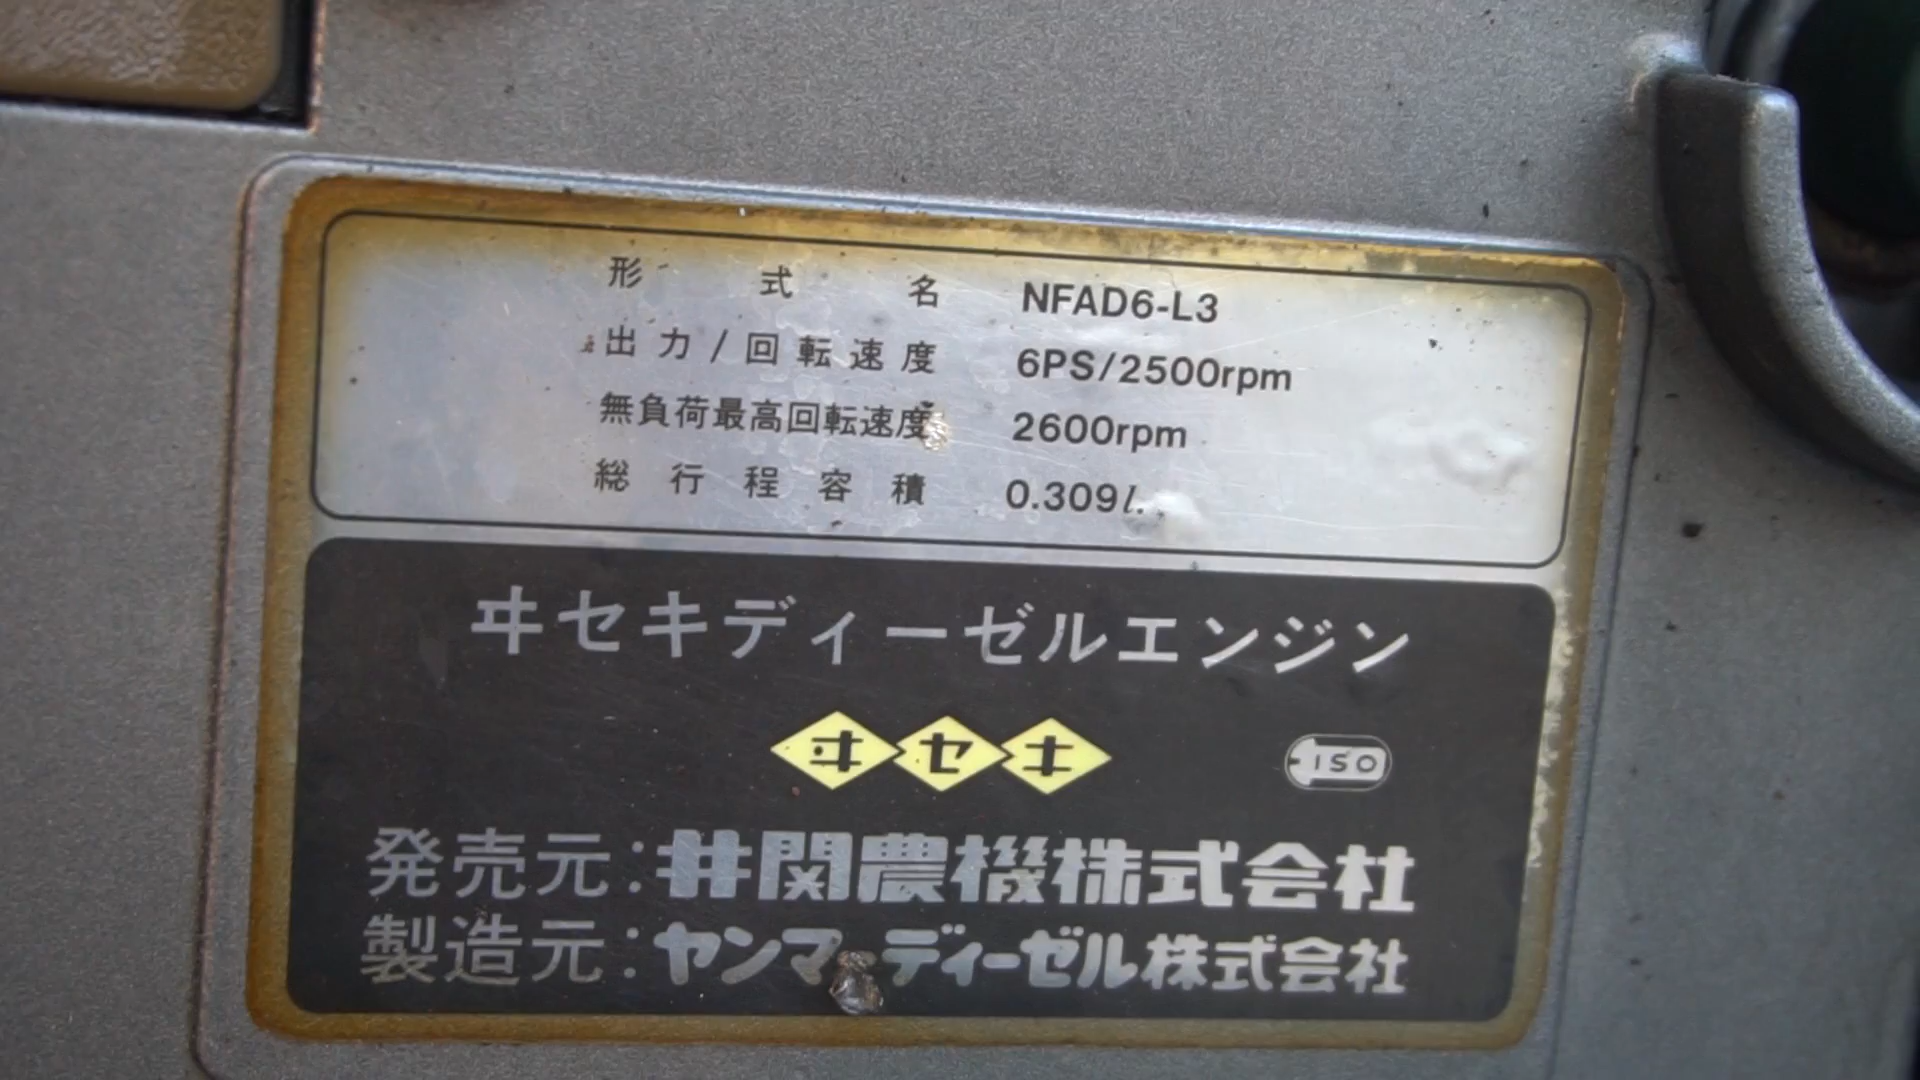 形式名 NFAD6-L3
出力/回転速度 6PS/2500rpm
無負荷最高回転速度 2600rpm
総行程容積 0.309l.
ヰセキディーゼルエンジン
ヰセキ
ISO
発売元:井関農機株式会社
製造元:ヤンマーディーゼル株式会社